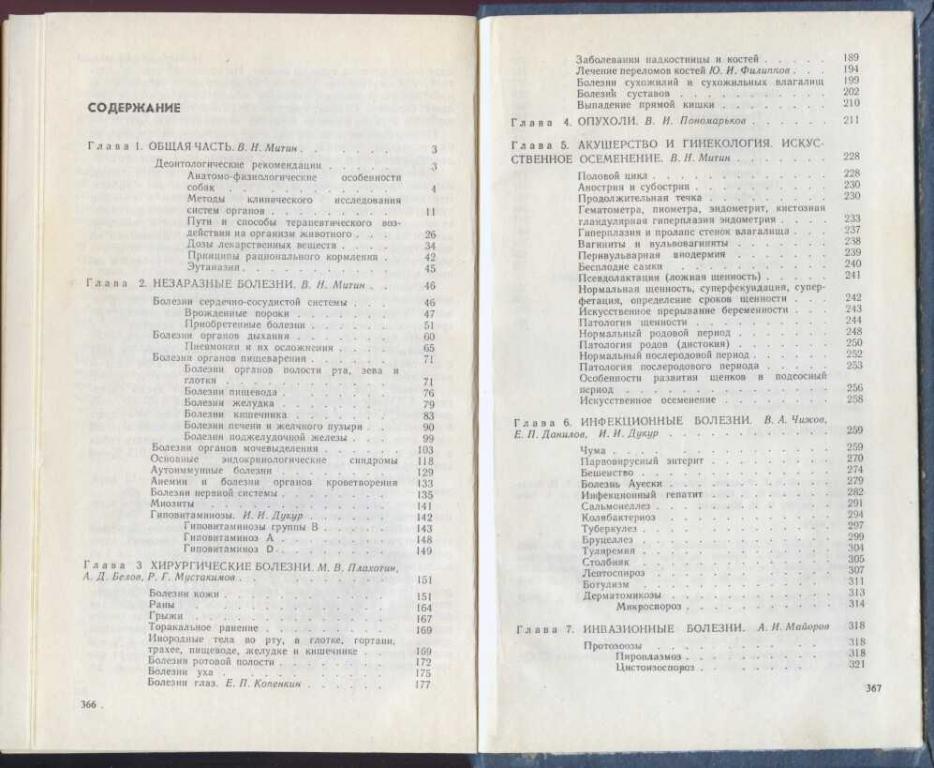 СОДЕРЖАНИЕ
Глава 1. ОБЩАЯ ЧАСТЬ. В. Н. Митин . . . . . . 3
Деонтологические рекомендации . . . . . . 3
Анатомо-физиологические особенности
собак . . . . . . . . . . 4
Методы клинического исследования
систем органов . . . . . . . . 11
Пути и способы терапевтического воз-
действия на организм животного . . . 26
Дозы лекарственных веществ . . . . 34
Принципы рационального кормления . 42
Эутаназия . . . . . . . . . 45
Глава 2. НЕЗАРАЗНЫЕ БОЛЕЗНИ. В. Н. Митин . . 46
Болезни сердечно-сосудистой системы . . . 46
Врожденные пороки . . . . . . 47
Приобретенные болезни . . . . . 51
Болезни органов дыхания . . . . . . 60
Пневмонии и их осложнения . . . . 65
Болезни органов пищеварения . . . . . 71
Болезни органов полости рта, зева и
глотки . . . . . . . . . 71
Болезни пищевода . . . . . . . 76
Болезни желудка . . . . . . . 79
Болезни кишечника . . . . . . . 83
Болезни печени и желчного пузыря . . 90
Болезни поджелудочной железы . . . 99
Болезни органов мочевыделения . . . . . 103
Основные эндокринологические синдромы 118
Аутоиммунные болезни . . . . . . . 129
Анемии и болезни органов кроветворения 133
Болезни нервной системы . . . . . . . 135
Миозиты . . . . . . . . . . 141
Гиповитаминозы. И. И. Дукур . . . . . 142
Гиповитаминозы группы В . . . . 143
Гиповитаминоз А . . . . . . . 148
Гиповитаминоз D . . . . . . . 149
Глава 3 ХИРУРГИЧЕСКИЕ БОЛЕЗНИ. М. В. Плахотин,
А. Д. Белов, Р. Г. Мустакимов . . . . . . . 151
Болезни кожи . . . . . . . . . 151
Раны . . . . . . . . . . . 164
Грыжи . . . . . . . . . . . 167
Торакальное ранение . . . . . . . 169
Инородные тела во рту, в глотке, гортани,
трахее, пищеводе, желудке и кишечнике . . 169
Болезни ротовой полости . . . . . . . 172
Болезни уха . . . . . . . . . . 175
Болезни глаз. Е. П. Копенкин . . . . . . 177
366
Заболевания надкостницы и костей . . . . . 189
Лечение переломов костей Ю. И. Филиппов . . . 194
Болезни сухожилий и сухожильных влагалищ 199
Болезни суставов . . . . . . . . . 202
Выпадение прямой кишки . . . . . . . 210
Глава 4. ОПУХОЛИ. В. И. Пономарьков . . . . . 211
Глава 5. АКУШЕРСТВО И ГИНЕКОЛОГИЯ. ИСКУС-
СТВЕННОЕ ОСЕМЕНЕНИЕ. В. Н. Митин . . . . . . 228
Половой цикл . . . . . . . . . . 228
Анострия и субострия . . . . . . . . 230
Продолжительная течка . . . . . . . . 230
Гематометра, пиометра, эндометрит, кистозная
гландулярная гиперплазия эндометрия . . . . 233
Гиперплазия и пролапс стенок влагалища . . . 237
Вагиниты и вульвовагиниты . . . . . . 238
Перивульварная пиодермия . . . . . . 239
Бесплодие самки . . . . . . . . . 240
Псевдолактация (ложная щенность) . . . . . 241
Нормальная щенность, суперфекундация, супер-
фетация, определение сроков щенности . . . 242
Искусственное прерывание беременности . . . 243
Патология щенности . . . . . . . . 244
Нормальный родовой период . . . . . . 248
Патология родов (дистокия) . . . . . . 250
Нормальный послеродовой период . . . . . 252
Патология послеродового периода . . . . . 253
Особенности развития щенков в подсосный
период . . . . . . . . . . . 256
Искусственное осеменение . . . . . . . 258
Глава 6. ИНФЕКЦИОННЫЕ БОЛЕЗНИ. В. А. Чижов,
Е. П. Данилов, И. И. Дукур . . . . . . . . . 259
Чума . . . . . . . . . . . . 259
Парвовирусный энтерит . . . . . . . 270
Бешенство . . . . . . . . . . . 274
Болезнь Ауески . . . . . . . . . 279
Инфекционный гепатит . . . . . . . 282
Сальмонеллез . . . . . . . . . . 291
Колибактериоз . . . . . . . . . 294
Туберкулез . . . . . . . . . . 297
Бруцеллез . . . . . . . . . . 299
Туляремия . . . . . . . . . . 304
Столбняк . . . . . . . . . . 305
Лептоспироз . . . . . . . . . . 307
Ботулизм . . . . . . . . . . . 311
Дерматомикозы . . . . . . . . . 313
Микроспороз . . . . . . . . . 314
Глава 7. ИНВАЗИОННЫЕ БОЛЕЗНИ. А. И. Майоров 318
Протозоозы . . . . . . . . . . 318
Пироплазмоз . . . . . . . . . 318
Цистоизоспороз . . . . . . . . 321
367